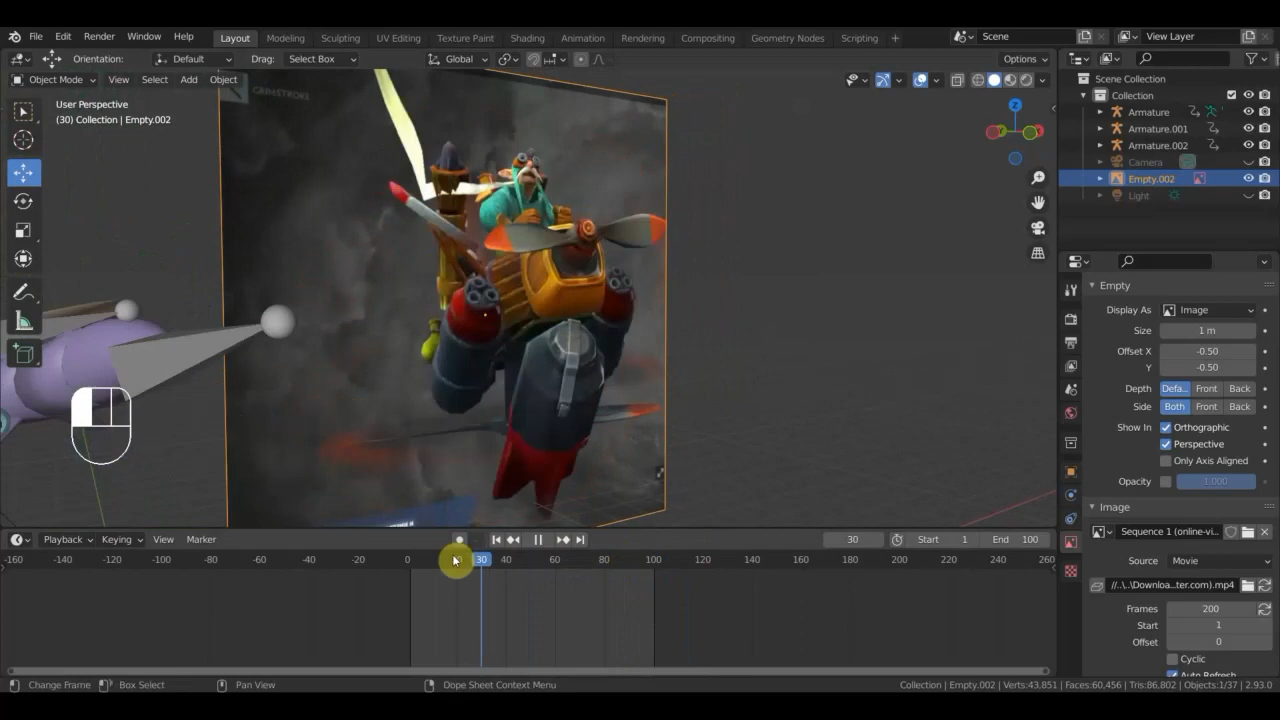 File Edit Render Window Help Layout Modeling Sculpting UV Editing Texture Paint Shading Animation Rendering Compositing Geometry Nodes Scripting + Scene View Layer
Orientation: Default Drag: Select Box Global Options
Object Mode View Select Add Object
Scene Collection
Collection
Armature
Armature.001
Armature.002
Camera
Empty.002
Light
User Perspective
(30) Collection | Empty.002
GRIMSTROKE
Z
Empty
Display As Image
Size 1 m
Offset X -0.50
Y -0.50
Depth Defa... Front Back
Side Both Front Back
Show In Orthographic
Perspective
Only Axis Aligned
Opacity 1.000
Image
Sequence 1 (online-vi...
Source Movie
//..\..\Downloa...ter.com).mp4
Frames 200
Start 1
Offset 0
Cyclic
Auto Refresh
Playback Keying View Marker 30 Start 1 End 100
-160 -140 -120 -100 -80 -60 -40 -20 0 30 40 60 80 100 120 140 160 180 200 220 240 260
Change Frame Box Select Pan View Dope Sheet Context Menu Collection | Empty.002 | Verts:43,851 | Faces:60,456 | Tris:86,802 | Objects:1/37 | 2.93.0